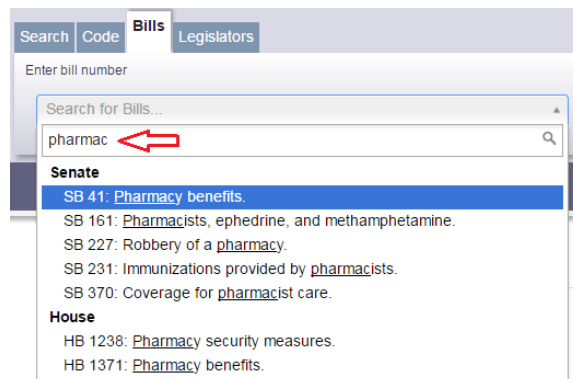 Search Code Bills Legislators
Enter bill number
Search for Bills...
pharmac
Senate
SB 41: Pharmacy benefits.
SB 161: Pharmacists, ephedrine, and methamphetamine.
SB 227: Robbery of a pharmacy.
SB 231: Immunizations provided by pharmacists.
SB 370: Coverage for pharmacist care.
House
HB 1238: Pharmacy security measures.
HB 1371: Pharmacy benefits.